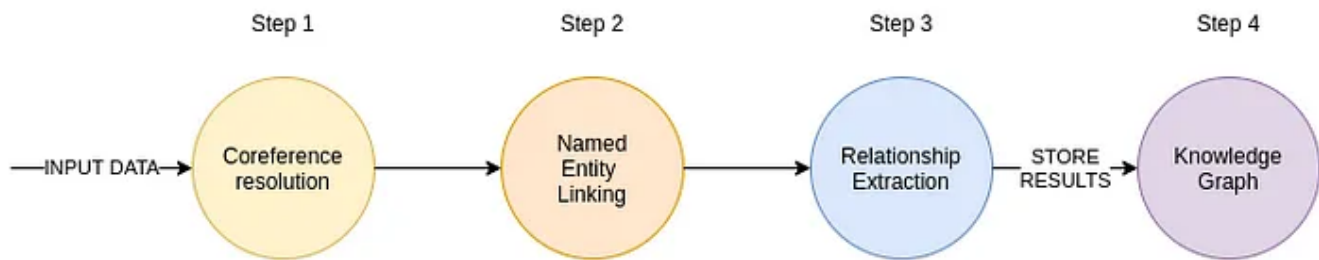 Step 1
Step 2
Step 3
Step 4
INPUT DATA
Coreference
resolution
Named
Entity
Linking
Relationship
Extraction
STORE
RESULTS
Knowledge
Graph